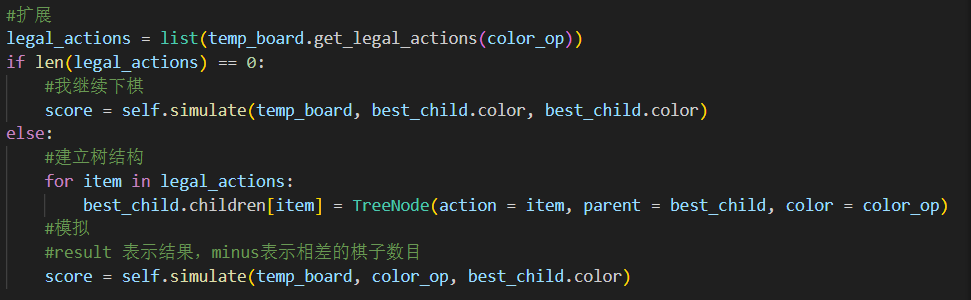 #扩展
legal_actions = list(temp_board.get_legal_actions(color_op))
if len(legal_actions) == 0:
    #我继续下棋
    score = self.simulate(temp_board, best_child.color, best_child.color)
else:
    #建立树结构
    for item in legal_actions:
        best_child.children[item] = TreeNode(action = item, parent = best_child, color = color_op)
    #模拟
    #result 表示结果，minus表示相差的棋子数目
    score = self.simulate(temp_board, color_op, best_child.color)